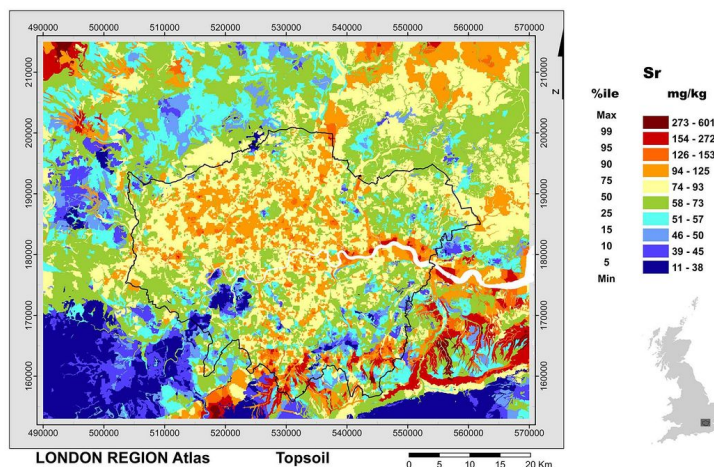 490000 500000 510000 520000 530000 540000 550000 560000 570000
210000 200000 190000 180000 170000 160000
210000 200000 190000 180000 170000 160000
Z
490000 500000 510000 520000 530000 540000 550000 560000 570000
LONDON REGION Atlas Topsoil 0 5 10 15 20 Km
Sr
%ile mg/kg
Max
99 273 - 601
95 154 - 272
90 126 - 153
75 94 - 125
50 74 - 93
25 58 - 73
15 51 - 57
10 46 - 50
5 39 - 45
Min 11 - 38